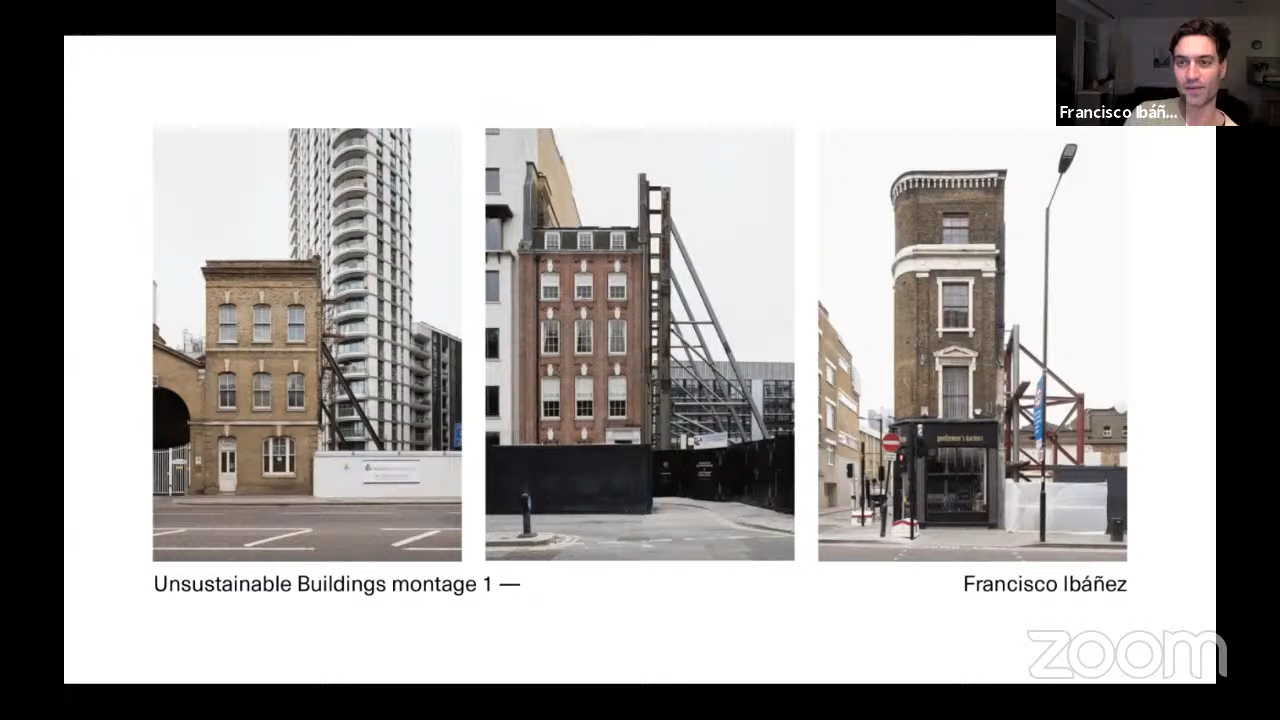 Francisco Ibáñ...
Unsustainable Buildings montage 1 —
Francisco Ibáñez
zoom